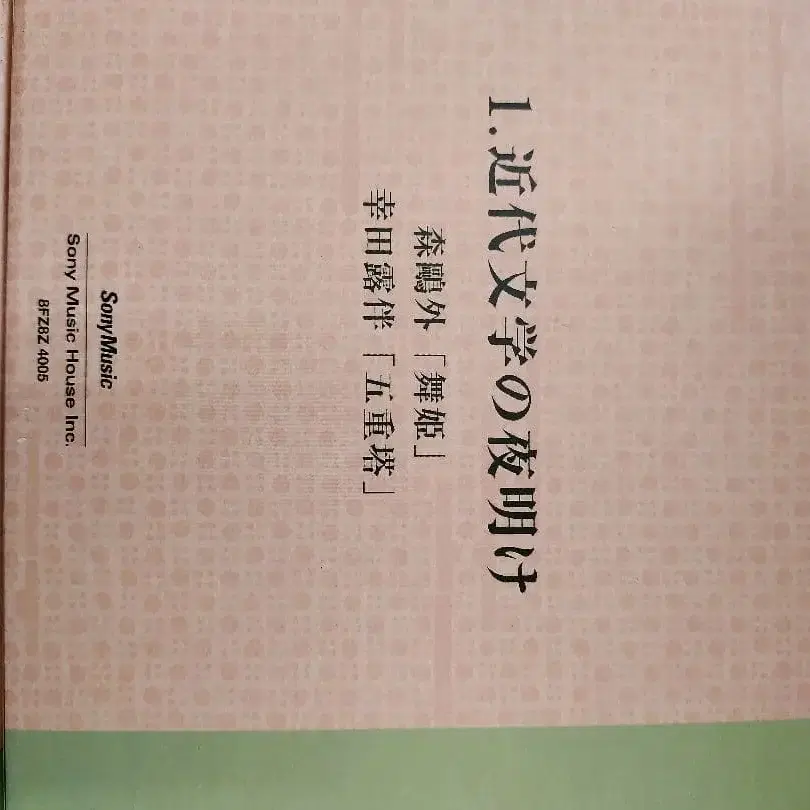 1.近代文学の夜明け
森鷗外「舞姫」
幸田露伴「五重塔」
SonyMusic
Sony Music House Inc.
8FZ8Z 4005